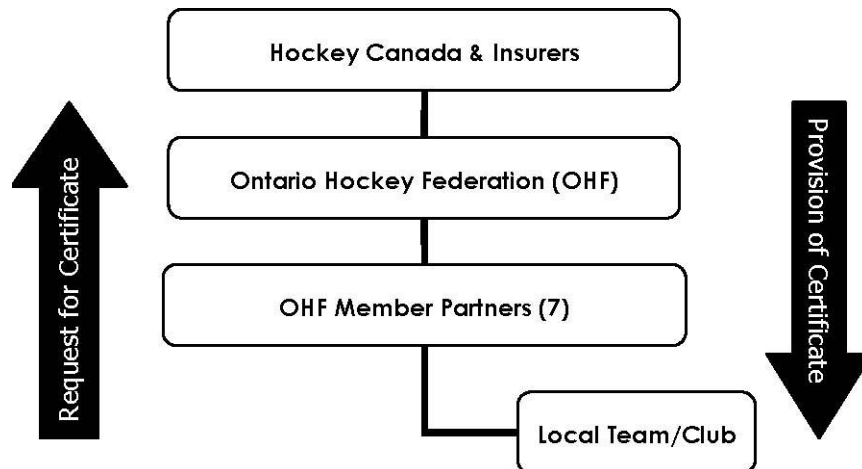 Hockey Canada & Insurers
Request for Certificate
Ontario Hockey Federation (OHF)
Provision of Certificate
OHF Member Partners (7)
Local Team/Club